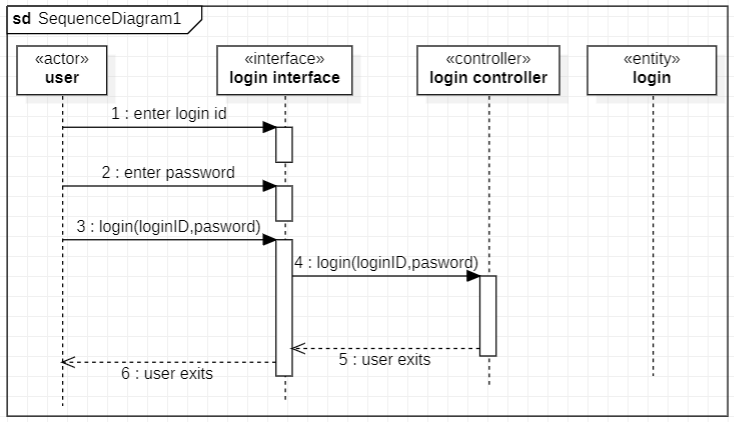 sd SequenceDiagram1
«actor»
user
«interface»
login interface
«controller»
login controller
«entity»
login
1 : enter login id
2 : enter password
3 : login(loginID,pasword)
4 : login(loginID,pasword)
5 : user exits
6 : user exits